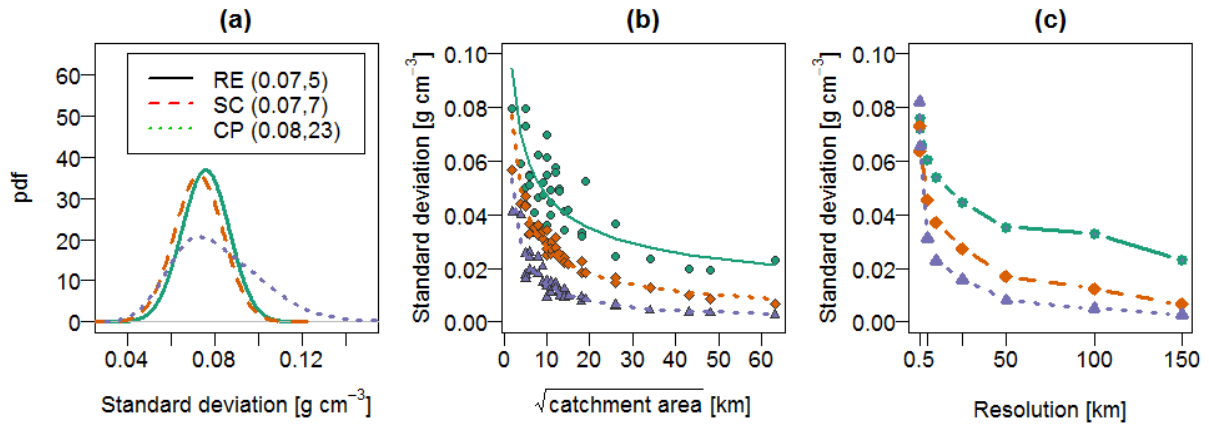 (a)
pdf
60
50
40
30
20
10
0
RE (0.07,5)
SC (0.07,7)
CP (0.08,23)
0.04 0.08 0.12
Standard deviation [g cm⁻³]
(b)
Standard deviation [g cm⁻³]
0.10
0.08
0.06
0.04
0.02
0.00
0 10 20 30 40 50 60
√catchment area [km]
(c)
Standard deviation [g cm⁻³]
0.10
0.08
0.06
0.04
0.02
0.00
0.5 5 50 100 150
Resolution [km]